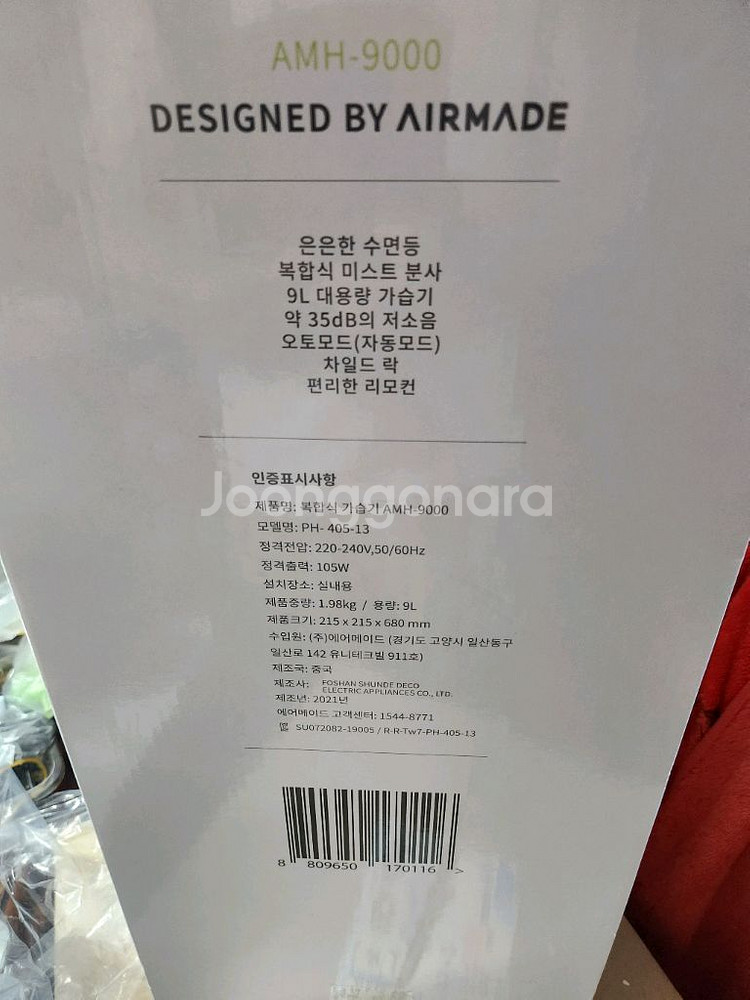 AMH-9000
DESIGNED BY AIRMADE
은은한 수면등
복합식 미스트 분사
9L 대용량 가습기
약 35dB의 저소음
오토모드(자동모드)
차일드 락
편리한 리모컨
인증표시사항
Joonggonara
제품명: 복합식 가습기 AMH-9000
모델명: PH- 405-13
정격전압: 220-240V,50/60Hz
정격출력: 105W
설치장소: 실내용
제품중량: 1.98kg / 용량: 9L
제품크기: 215 x 215 x 680 mm
수입원: (주)에어메이드 (경기도 고양시 일산동구
일산로 142 유니테크빌 911호)
제조국: 중국
제조사: FOSHAN SHUNDE DECO
ELECTRIC APPLIANCES CO., LTD.
제조년: 2021년
에어메이드 고객센터: 1544-8771
SU072082-19005 / R-R-Tw7-PH-405-13
8 809650 170116 >